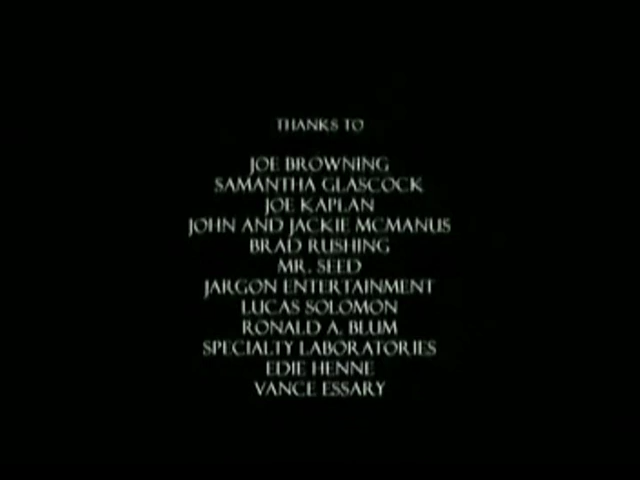 THANKS TO
JOE BROWNING
SAMANTHA GLASCOCK
JOE KAPLAN
JOHN AND JACKIE MCMANUS
BRAD RUSHING
MR. SEED
JARGON ENTERTAINMENT
LUCAS SOLOMON
RONALD A. BLUM
SPECIALTY LABORATORIES
EDIE HENNE
VANCE ESSARY